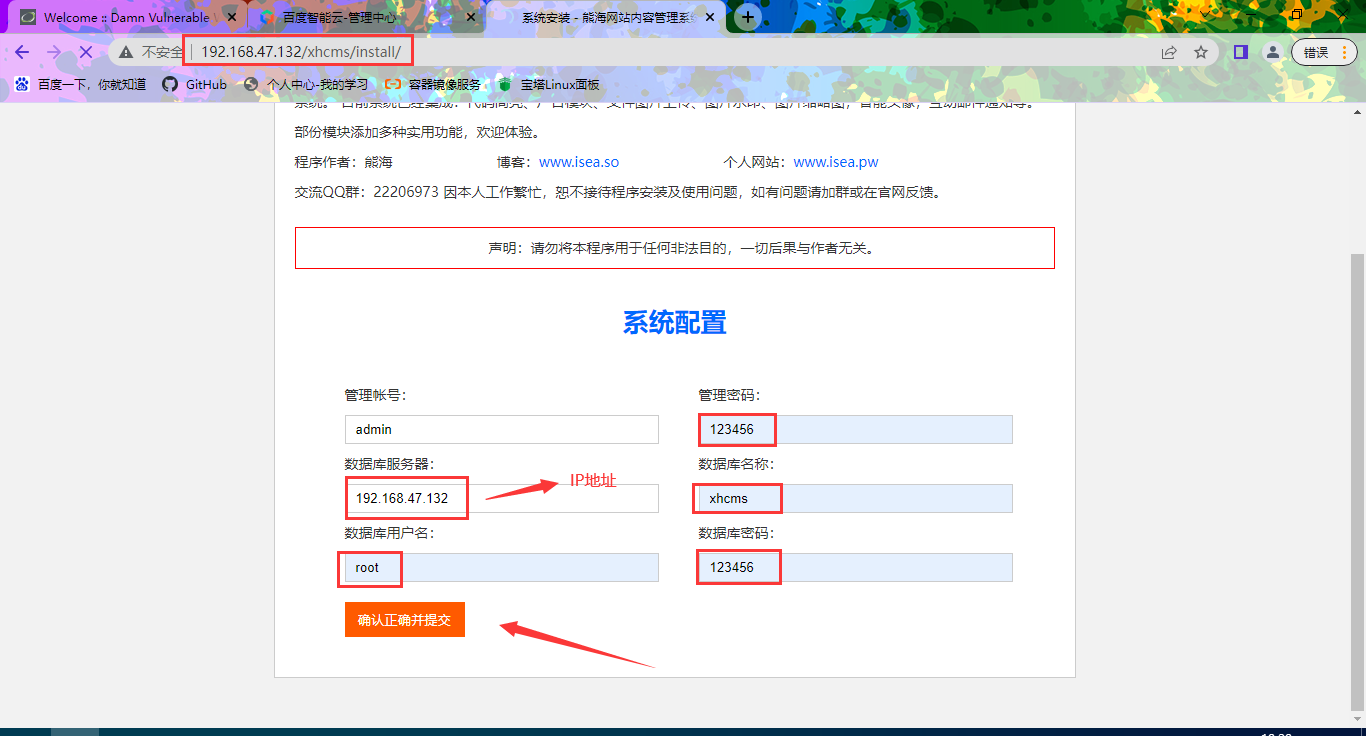 Welcome :: Damn Vulnerable
百度智能云-管理中心
系统安装 - 熊海网站内容管理系
不安全 192.168.47.132/xhcms/install/ 错误
百度一下，你就知道 GitHub 个人中心-我的学习 容器镜像服务 宝塔Linux面板
部份模块添加多种实用功能，欢迎体验。
程序作者：熊海 博客：www.isea.so 个人网站：www.isea.pw
交流QQ群：22206973 因本人工作繁忙，恕不接待程序安装及使用问题，如有问题请加群或在官网反馈。
声明：请勿将本程序用于任何非法目的，一切后果与作者无关。
系统配置
管理帐号： 管理密码：
admin 123456
数据库服务器： 数据库名称：
192.168.47.132 IP地址 xhcms
数据库用户名： 数据库密码：
root 123456
确认正确并提交